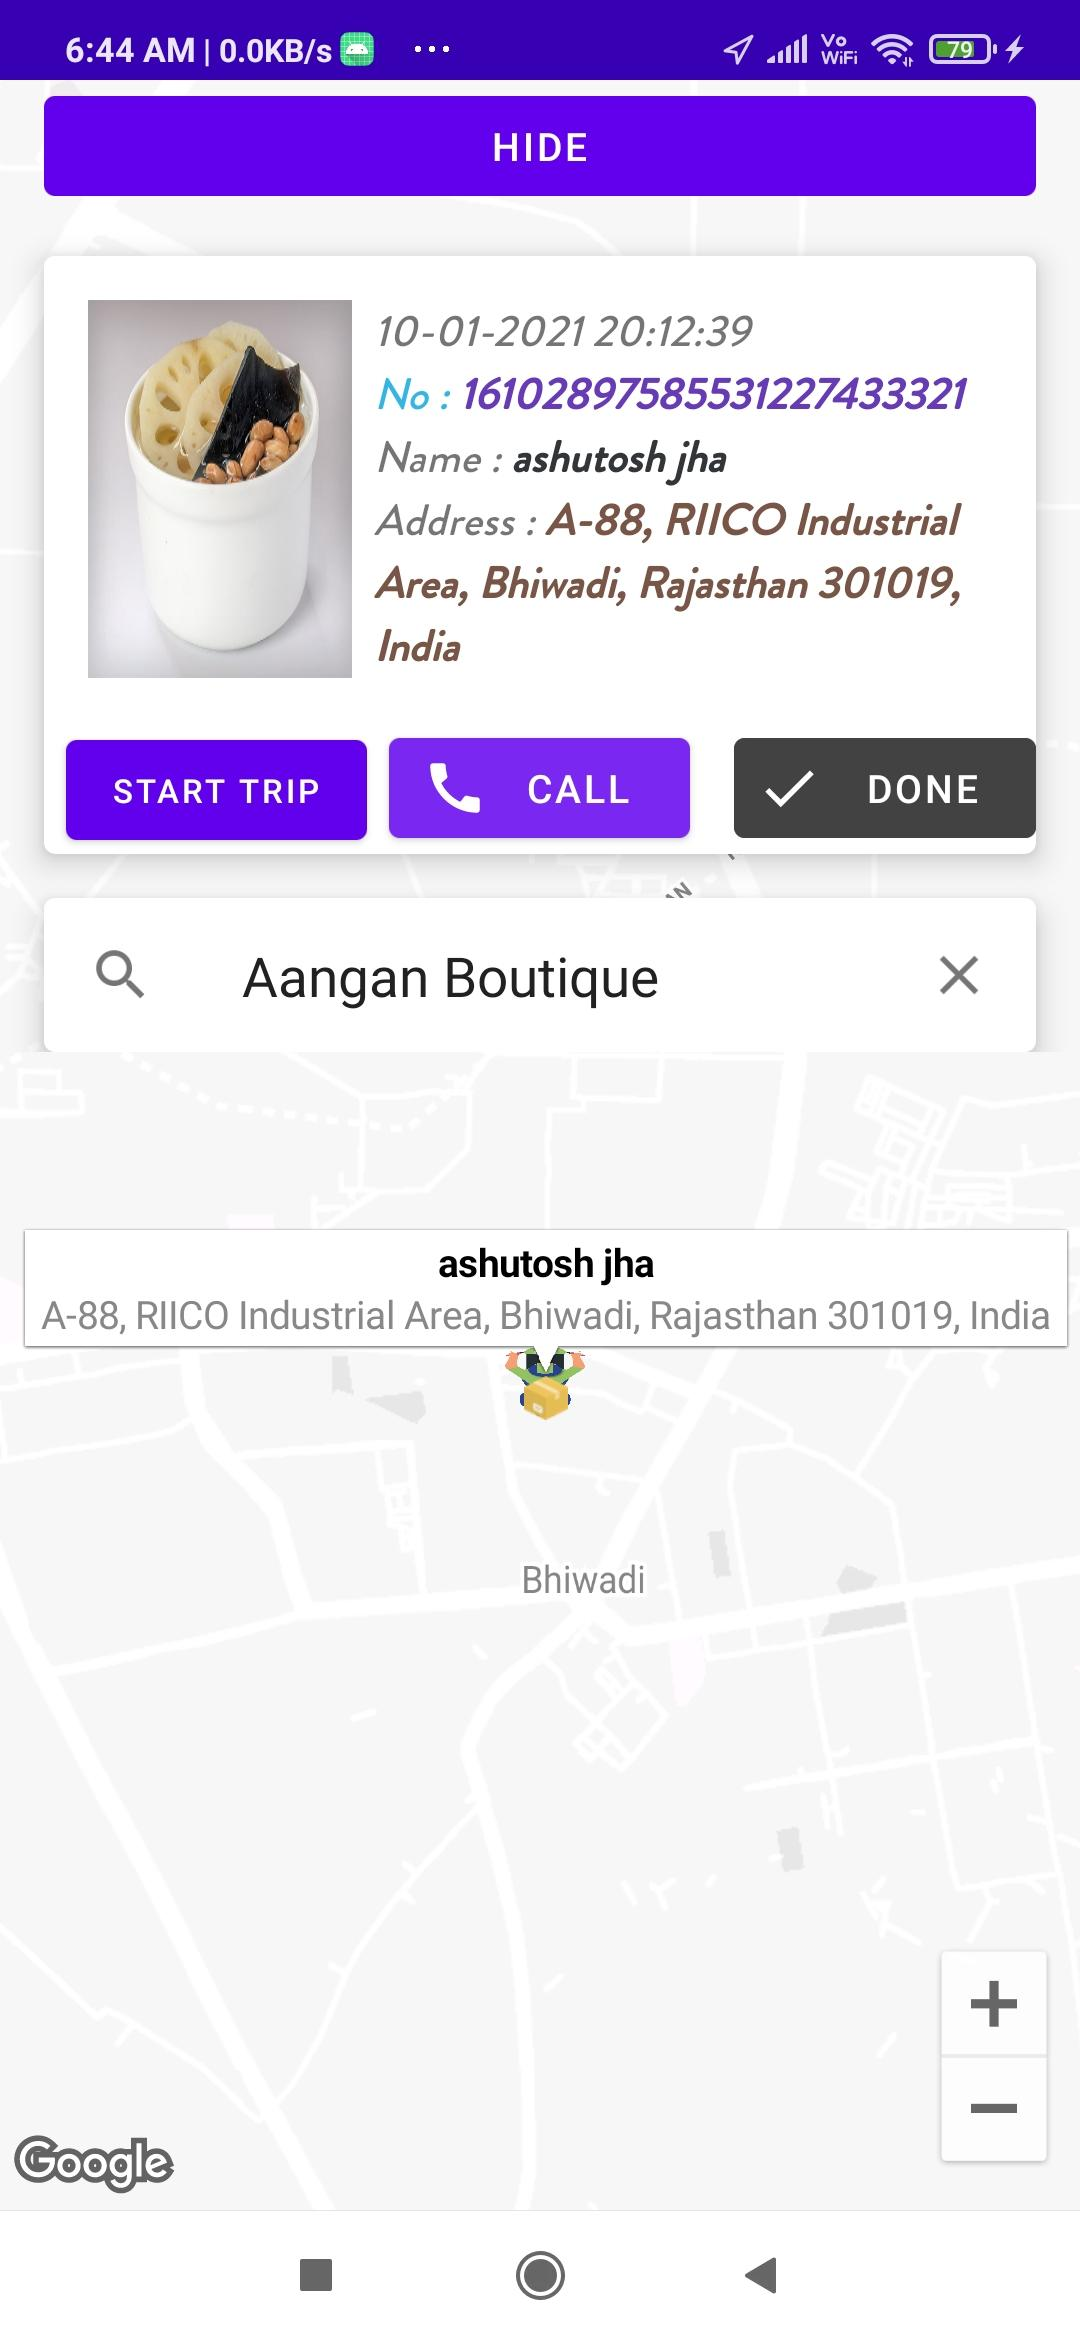 6:44 AM | 0.0KB/s
Vo
WiFi
79
HIDE
10-01-2021 20:12:39
No : 16102897585531227433321
Name : ashutosh jha
Address : A-88, RIICO Industrial
Area, Bhiwadi, Rajasthan 301019,
India
START TRIP
CALL
DONE
Aangan Boutique
ashutosh jha
A-88, RIICO Industrial Area, Bhiwadi, Rajasthan 301019, India
Bhiwadi
Google